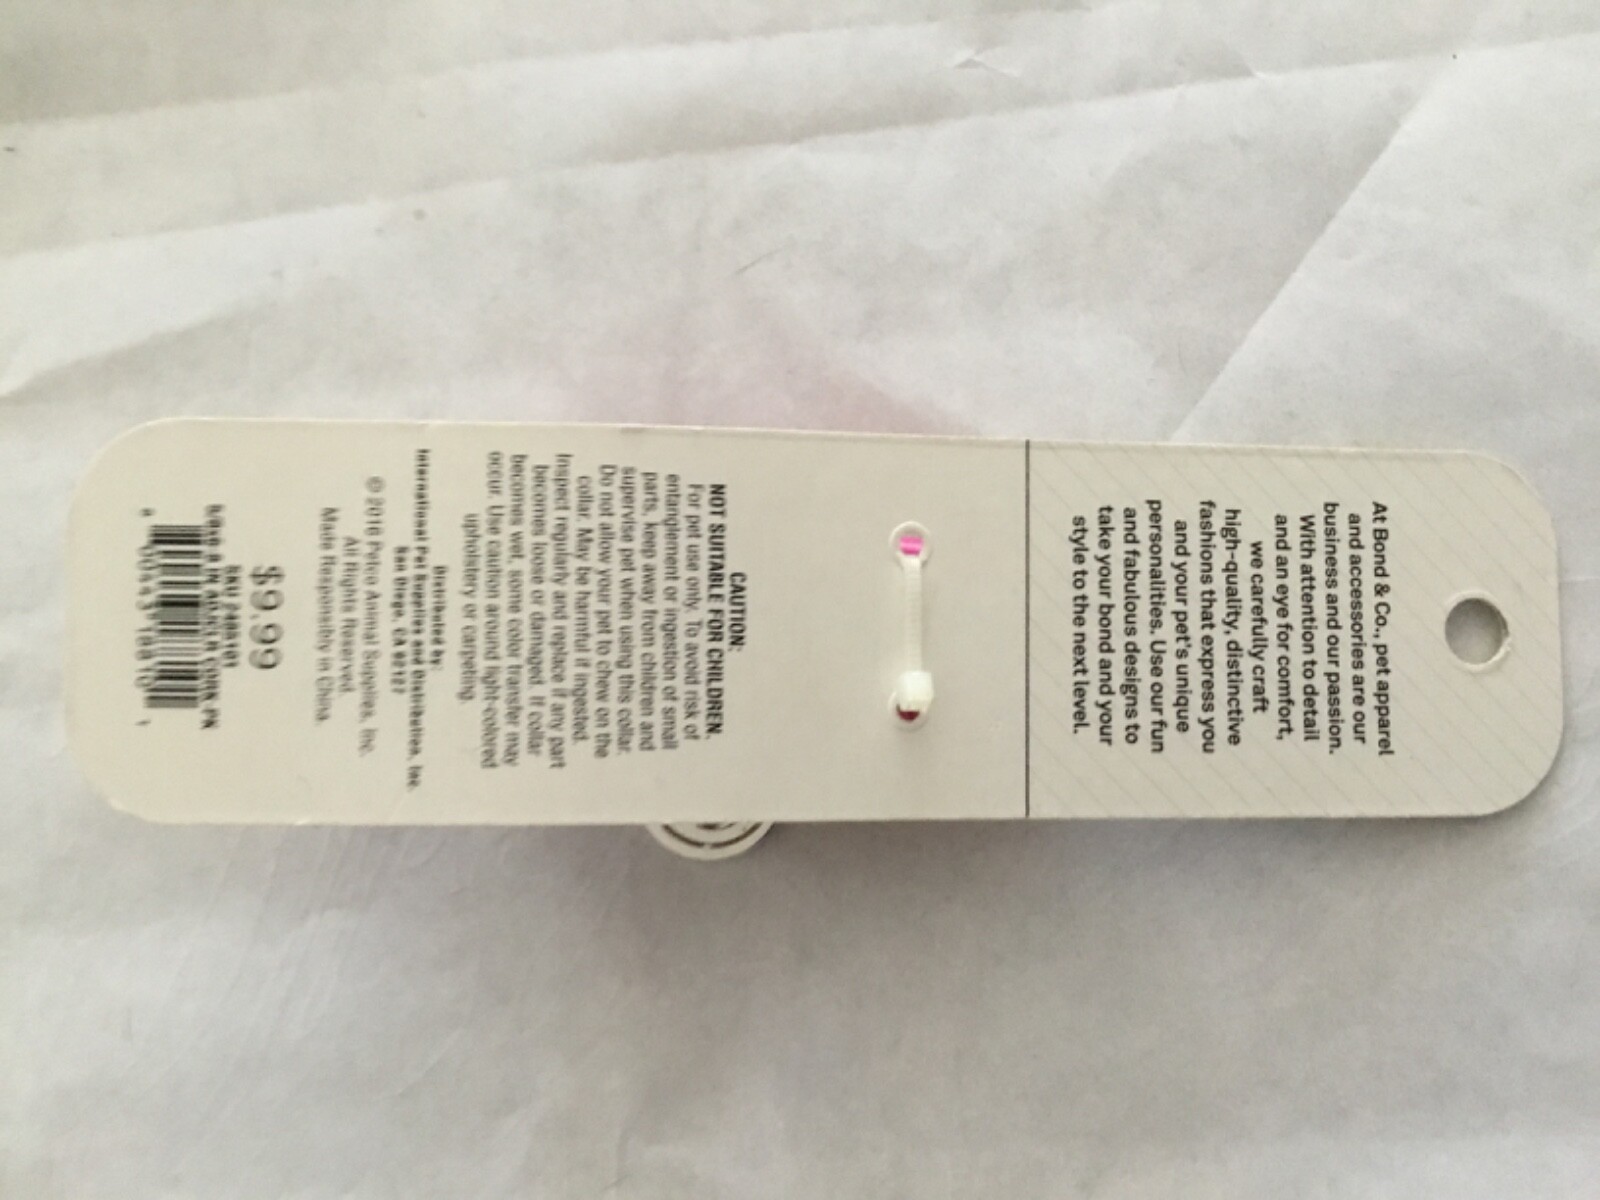 At Bond & Co., pet apparel
and accessories are our
business and our passion.
With attention to detail
and an eye for comfort,
we carefully craft
high-quality, distinctive
fashions that express you
and your pet's unique
personalities. Use our fun
and fabulous designs to
take your bond and your
style to the next level.
CAUTION:
NOT SUITABLE FOR CHILDREN.
For pet use only. To avoid risk of
entanglement or ingestion of small
parts, keep away from children and
supervise pet when using this collar.
Do not allow your pet to chew on the
collar. May be harmful if ingested.
Inspect regularly and replace if any part
becomes loose or damaged. If collar
becomes wet, some color transfer may
occur. Use caution around light-colored
upholstery or carpeting.
Distributed by:
International Pet Supplies and Distribution, Inc.
San Diego, CA 92127
© 2016 Petco Animal Supplies, Inc.
All Rights Reserved.
Made Responsibly in China.
$9.99
SKU